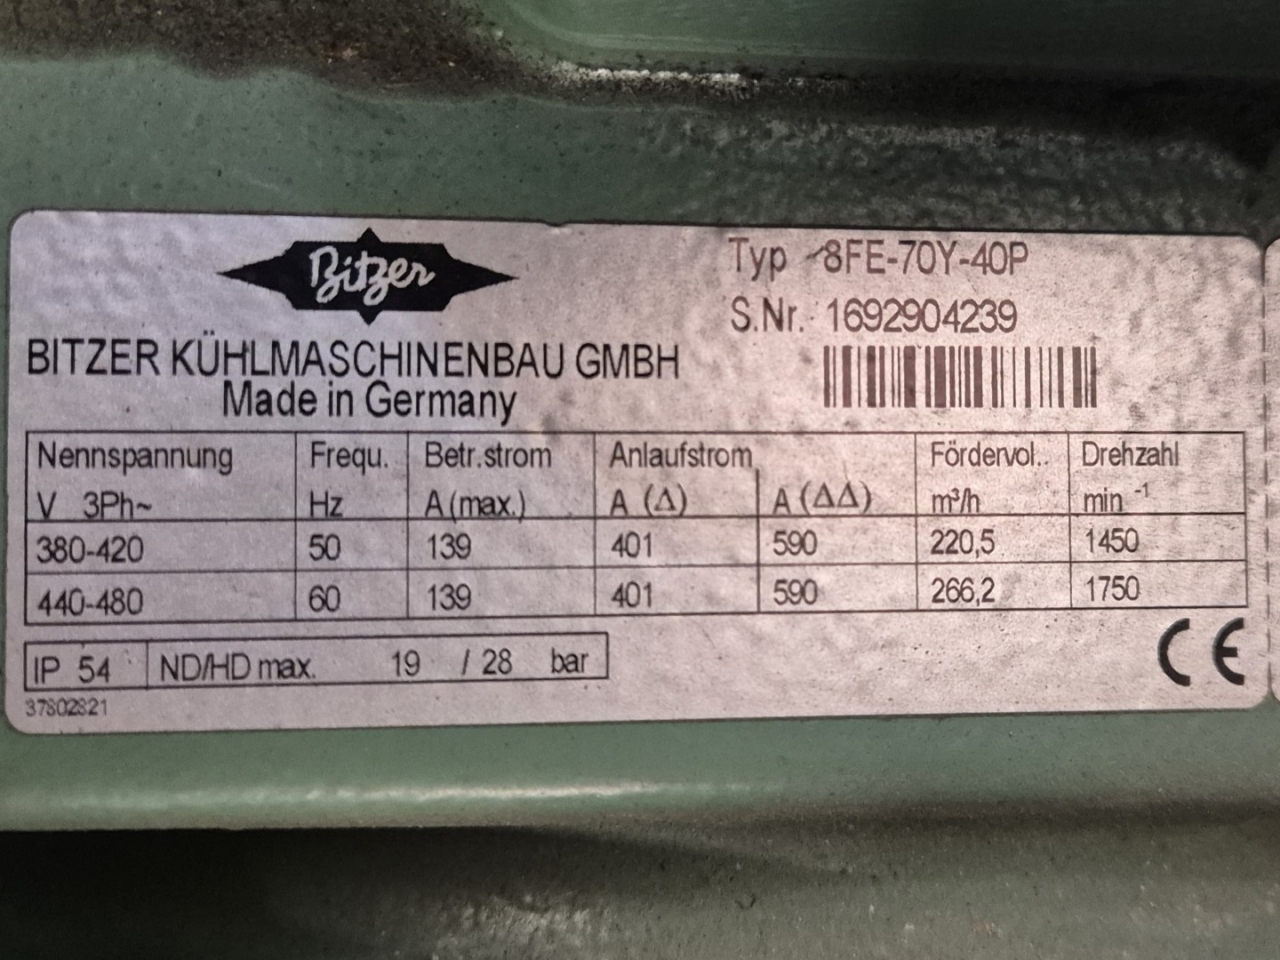 Bitzer
Typ 8FE-70Y-40P
S.Nr. 1692904239
BITZER KÜHLMASCHINENBAU GMBH
Made in Germany
Nennspannung Frequ. Betr.strom Anlaufstrom Fördervol.. Drehzahl
V 3Ph~ Hz A (max.) A (Δ) A (ΔΔ) m³/h min -1
380-420 50 139 401 590 220,5 1450
440-480 60 139 401 590 266,2 1750
IP 54 ND/HD max. 19 / 28 bar
CE
37802821